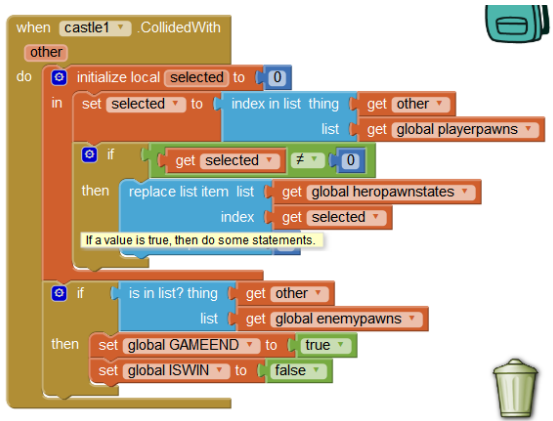 when castle1 .CollidedWith
other
do initialize local selected to 0
in set selected to index in list thing get other
list get global playerpawns
if get selected ≠ 0
then replace list item list get global heropawnstates
index get selected
If a value is true, then do some statements.
if is in list? thing get other
list get global enemypawns
then set global GAMEEND to true
set global ISWIN to false